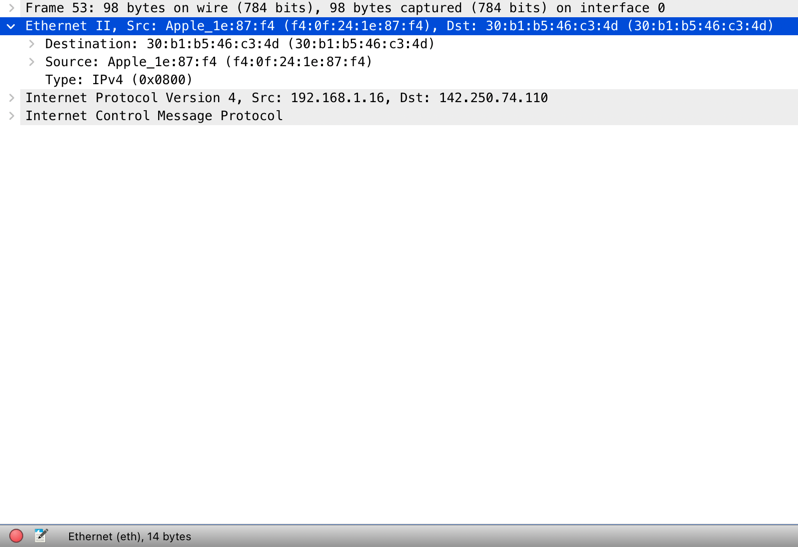 Frame 53: 98 bytes on wire (784 bits), 98 bytes captured (784 bits) on interface 0
Ethernet II, Src: Apple_1e:87:f4 (f4:0f:24:1e:87:f4), Dst: 30:b1:b5:46:c3:4d (30:b1:b5:46:c3:4d)
Destination: 30:b1:b5:46:c3:4d (30:b1:b5:46:c3:4d)
Source: Apple_1e:87:f4 (f4:0f:24:1e:87:f4)
Type: IPv4 (0x0800)
Internet Protocol Version 4, Src: 192.168.1.16, Dst: 142.250.74.110
Internet Control Message Protocol
Ethernet (eth), 14 bytes